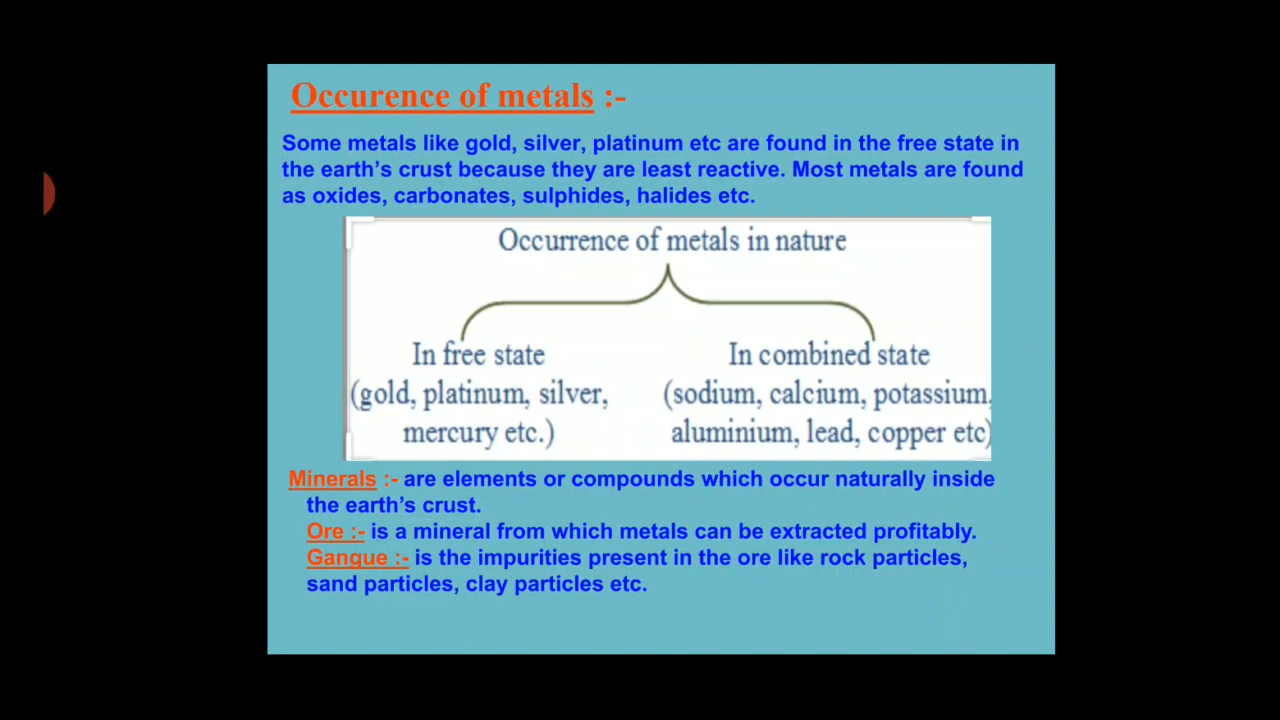 Occurence of metals :-
Some metals like gold, silver, platinum etc are found in the free state in
the earth's crust because they are least reactive. Most metals are found
as oxides, carbonates, sulphides, halides etc.
Occurrence of metals in nature
In free state
(gold, platinum, silver,
mercury etc.)
In combined state
(sodium, calcium, potassium,
aluminium, lead, copper etc)
Minerals :- are elements or compounds which occur naturally inside
the earth's crust.
Ore :- is a mineral from which metals can be extracted profitably.
Gangue :- is the impurities present in the ore like rock particles,
sand particles, clay particles etc.